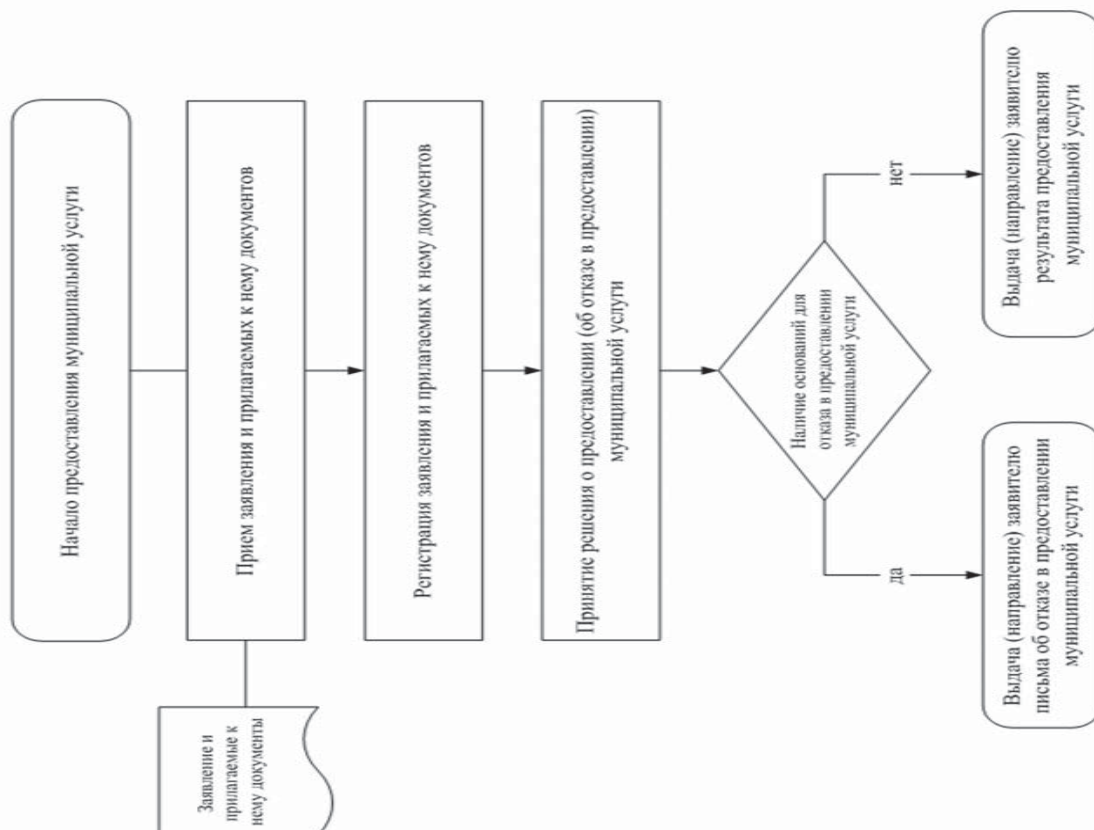 Начало предоставления муниципальной услуги
Заявление и
прилагаемые к
нему документы
Прием заявления и прилагаемых к нему документов
Регистрация заявления и прилагаемых к нему документов
Принятие решения о предоставлении (об отказе в предоставлении)
муниципальной услуги
Наличие оснований для
отказа в предоставлении
муниципальной услуги
да
нет
Выдача (направление) заявителю
письма об отказе в предоставлении
муниципальной услуги
Выдача (направление) заявителю
результата предоставления
муниципальной услуги